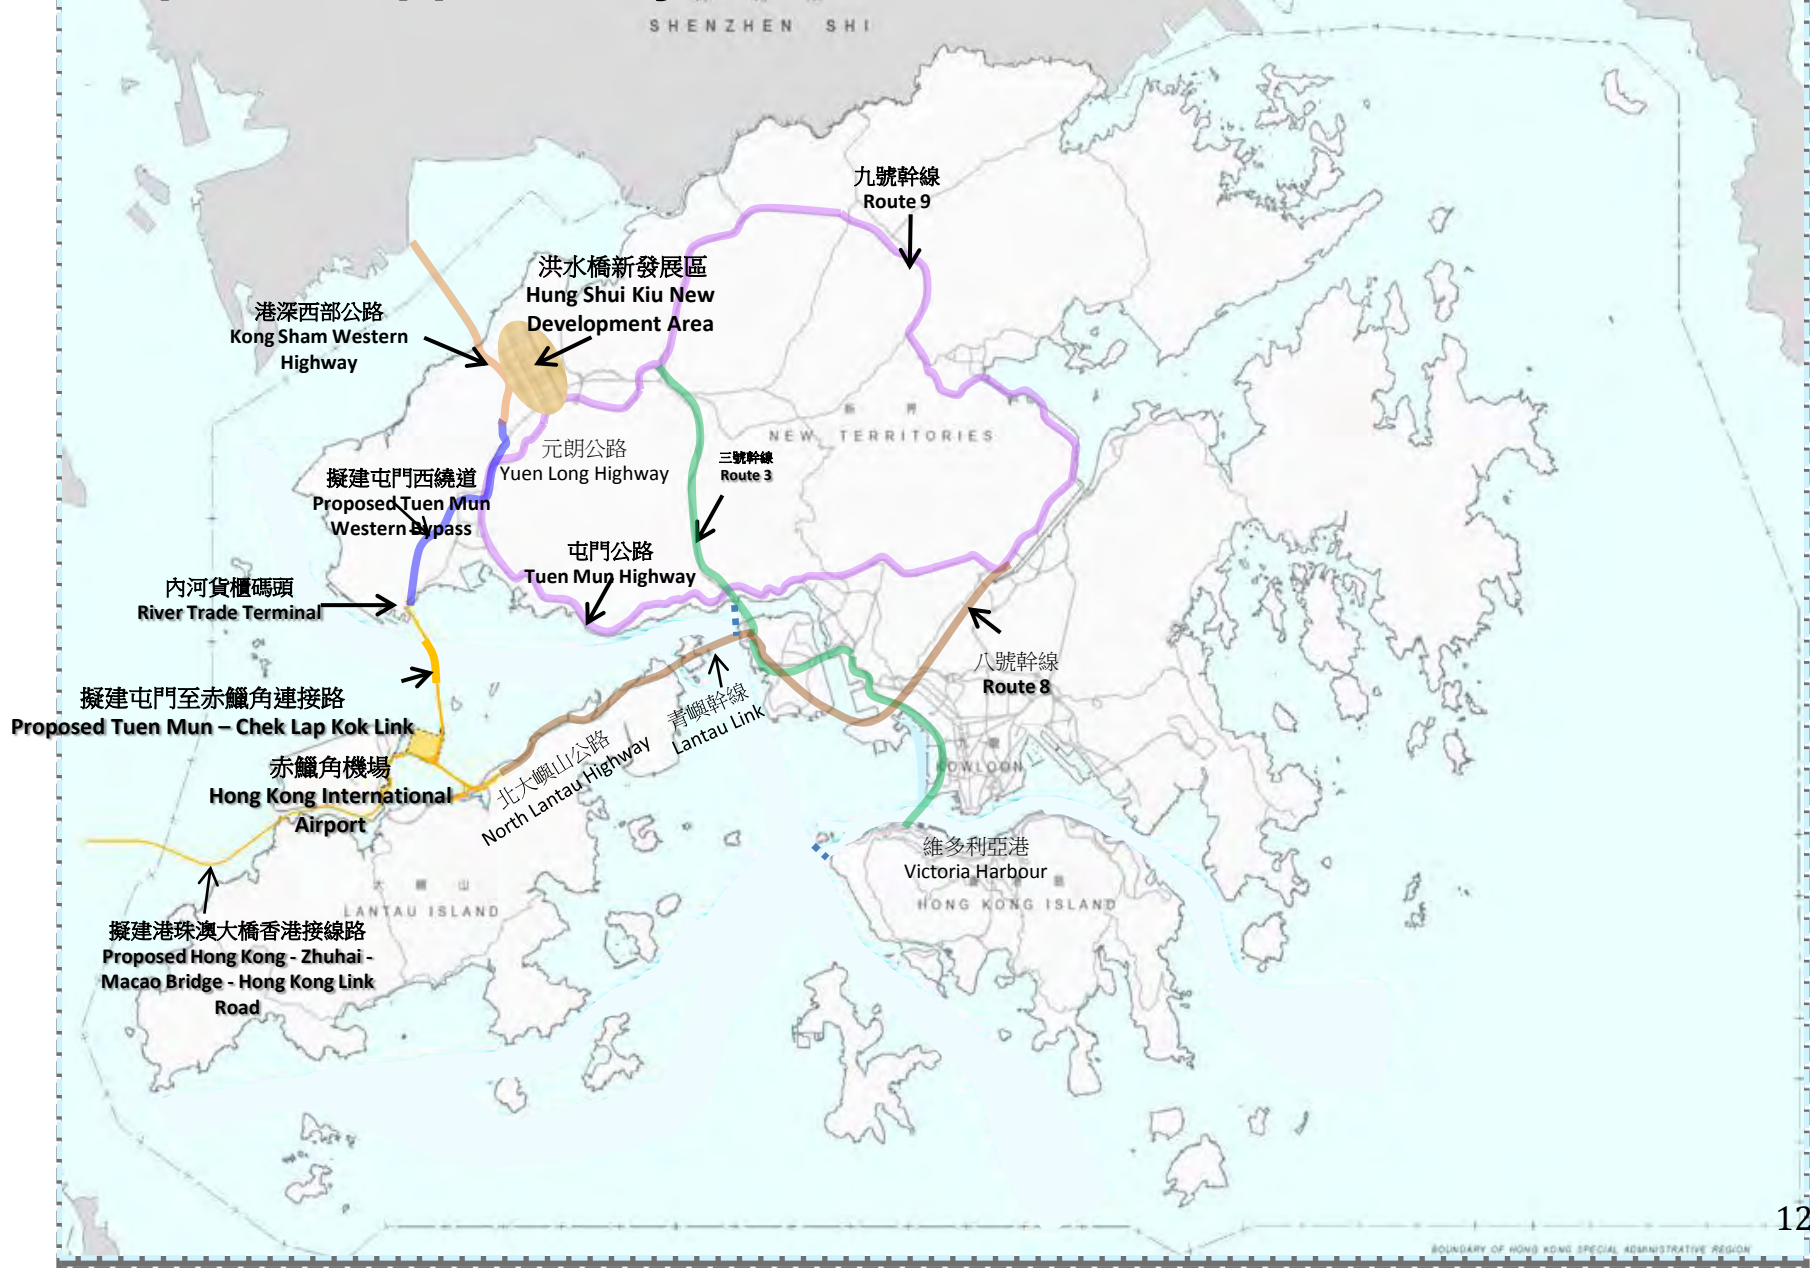 SHENZHEN SHI
九號幹線
Route 9
洪水橋新發展區
Hung Shui Kiu New
Development Area
港深西部公路
Kong Sham Western
Highway
新 界
NEW TERRITORIES
元朗公路
Yuen Long Highway
三號幹線
Route 3
擬建屯門西繞道
Proposed Tuen Mun
Western Bypass
屯門公路
Tuen Mun Highway
內河貨櫃碼頭
River Trade Terminal
八號幹線
Route 8
擬建屯門至赤鱲角連接路
Proposed Tuen Mun – Chek Lap Kok Link
青嶼幹線
Lantau Link
北大嶼山公路
North Lantau Highway
赤鱲角機場
Hong Kong International
Airport
九 龍
KOWLOON
維多利亞港
Victoria Harbour
HONG KONG ISLAND
大 嶼 山
LANTAU ISLAND
擬建港珠澳大橋香港接線路
Proposed Hong Kong - Zhuhai -
Macao Bridge - Hong Kong Link
Road
12
BOUNDARY OF HONG KONG SPECIAL ADMINISTRATIVE REGION